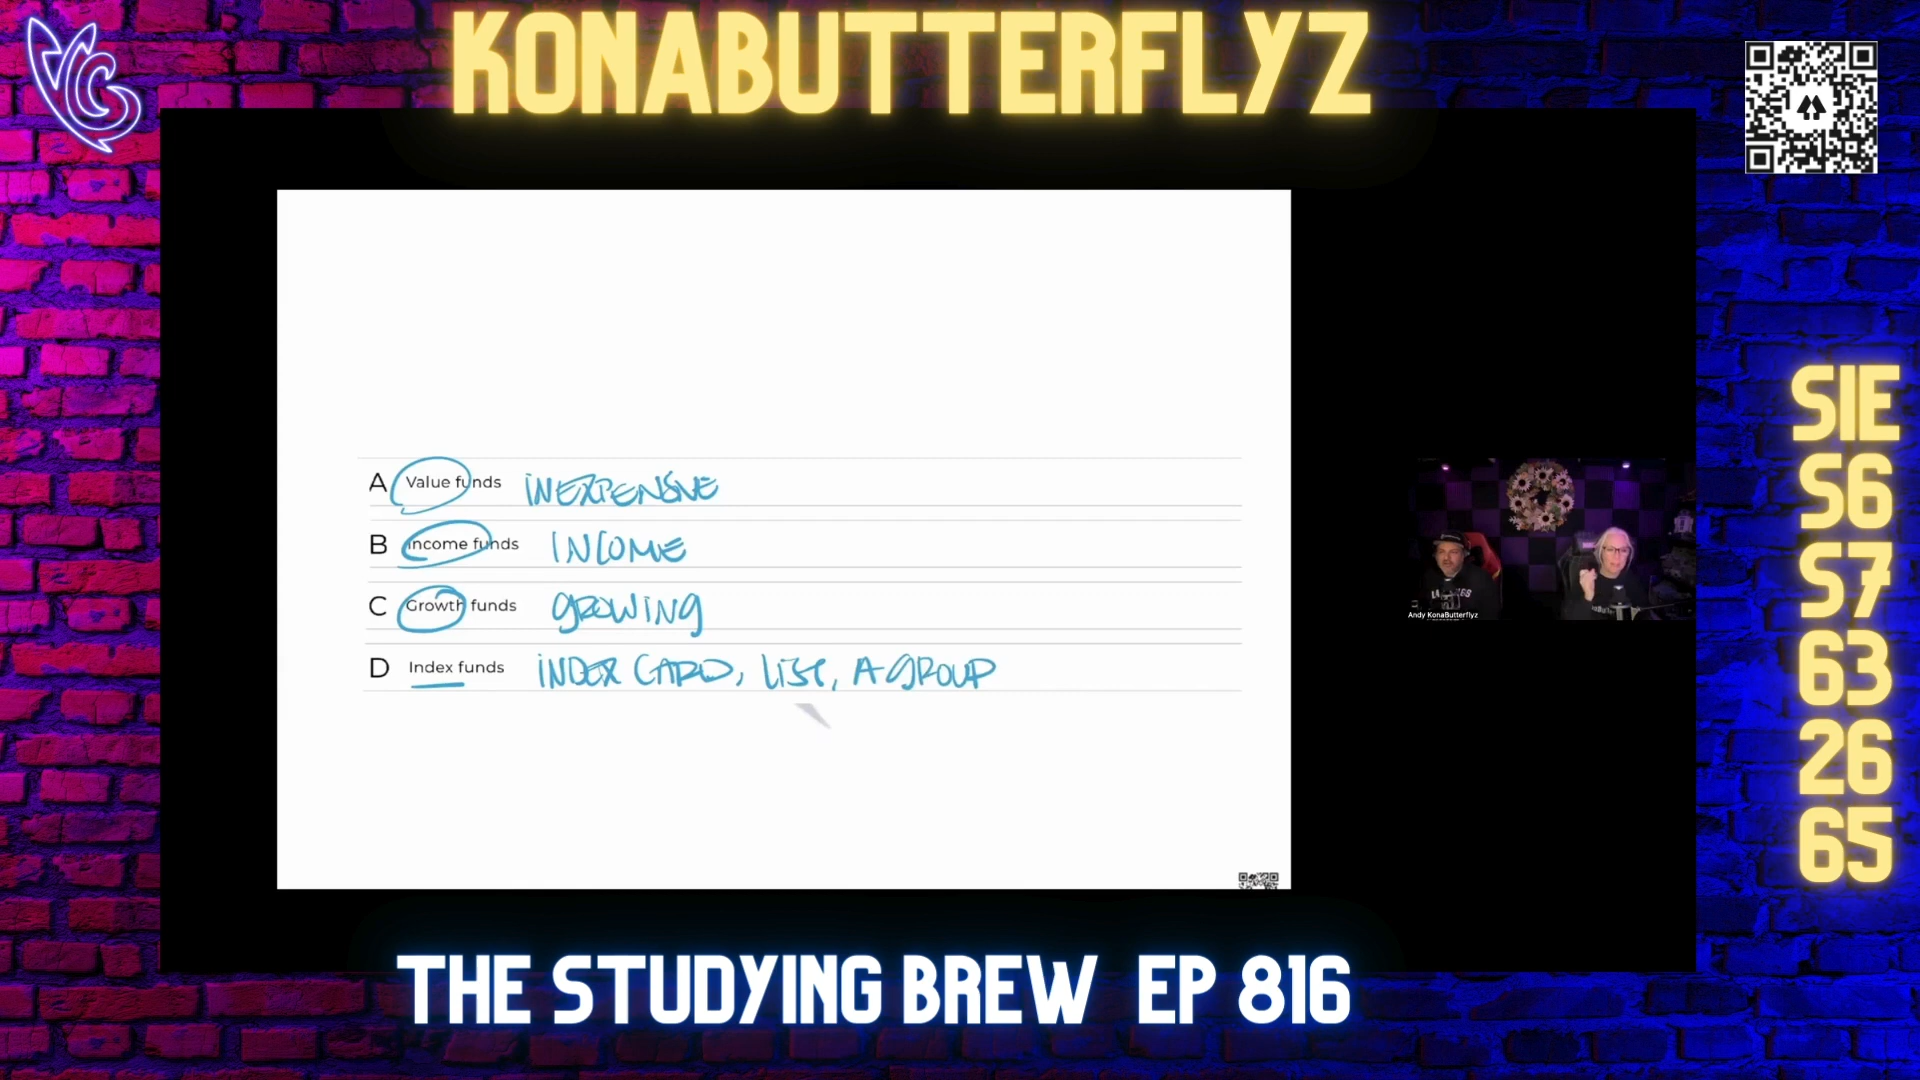 KONABUTTERFLYZ
A Value funds INEXPENSIVE
B Income funds INCOME
C Growth funds GROWING
D Index funds INDEX CARD, LIST, A GROUP
Andy KonaButterflyz
SIE
S6
S7
63
26
65
THE STUDYING BREW EP 816